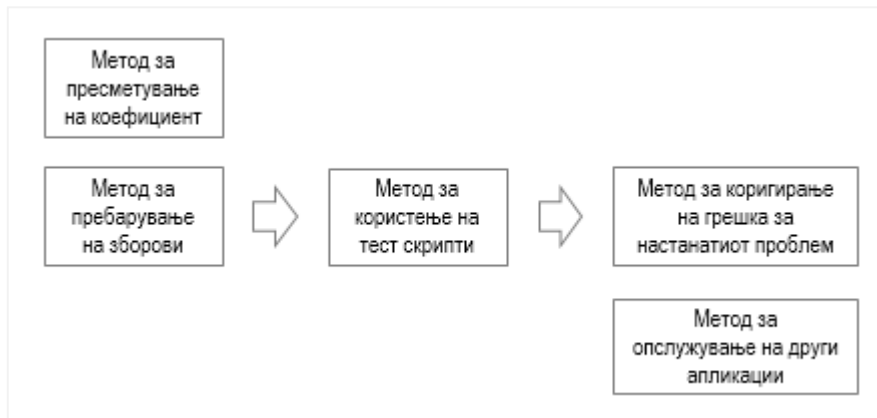 Метод за
пресметување
на коефициент
Метод за
пребарување
на зборови
Метод за
користење на
тест скрипти
Метод за коригирање
на грешка за
настанатиот проблем
Метод за
опслужување на други
апликации